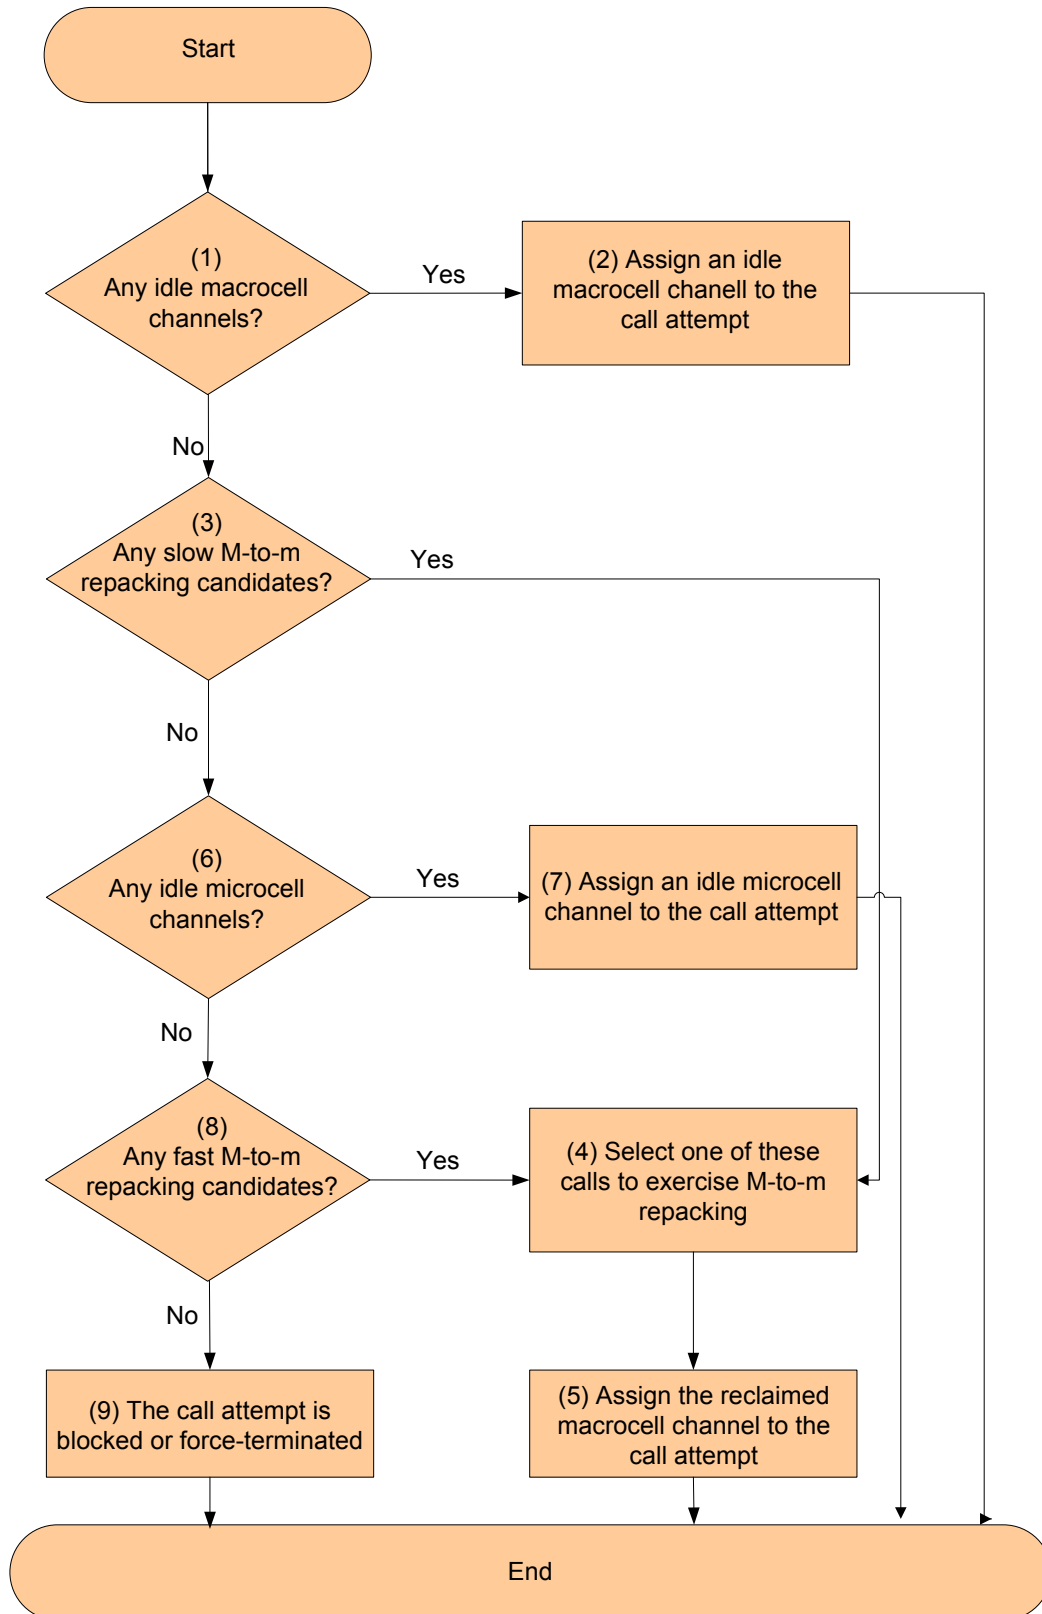 Start
(1)
Any idle macrocell
channels?
Yes
(2) Assign an idle
macrocell chanell to the
call attempt
No
(3)
Any slow M-to-m
repacking candidates?
Yes
No
(6)
Any idle microcell
channels?
Yes
(7) Assign an idle microcell
channel to the call attempt
No
(8)
Any fast M-to-m
repacking candidates?
Yes
(4) Select one of these
calls to exercise M-to-m
repacking
No
(9) The call attempt is
blocked or force-terminated
(5) Assign the reclaimed
macrocell channel to the
call attempt
End